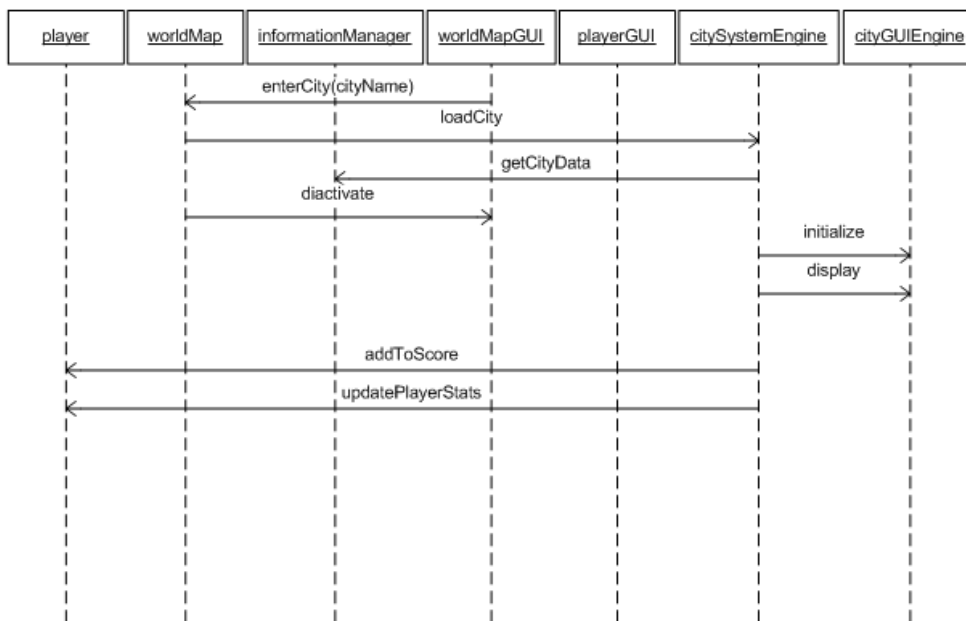 player
worldMap
informationManager
worldMapGUI
playerGUI
citySystemEngine
cityGUIEngine
enterCity(cityName)
loadCity
getCityData
diactivate
initialize
display
addToScore
updatePlayerStats